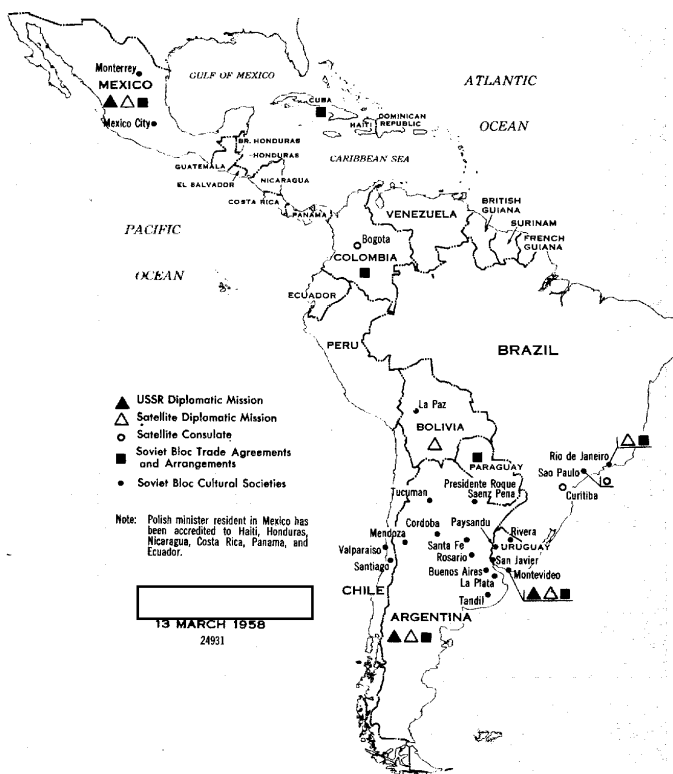 Monterrey
MEXICO
Mexico City
GULF OF MEXICO
ATLANTIC
OCEAN
CUBA
HAITI
DOMINICAN
REPUBLIC
BR. HONDURAS
HONDURAS
CARIBBEAN SEA
GUATEMALA
EL SALVADOR
NICARAGUA
COSTA RICA
PANAMA
PACIFIC
OCEAN
VENEZUELA
BRITISH
GUIANA
SURINAM
FRENCH
GUIANA
Bogota
COLOMBIA
ECUADOR
PERU
BRAZIL
La Paz
BOLIVIA
PARAGUAY
Rio de Janeiro
Sao Paulo
Curitiba
Presidente Roque
Saenz Pena
Tucuman
Cordoba
Paysandu
Mendoza
Santa Fe
Rivera
Valparaiso
Rosario
URUGUAY
Santiago
San Javier
Buenos Aires
Montevideo
La Plata
CHILE
Tandil
ARGENTINA
USSR Diplomatic Mission
Satellite Diplomatic Mission
Satellite Consulate
Soviet Bloc Trade Agreements
and Arrangements
Soviet Bloc Cultural Societies
Note: Polish minister resident in Mexico has
been accredited to Haiti, Honduras,
Nicaragua, Costa Rica, Panama, and
Ecuador.
13 MARCH 1958
24931